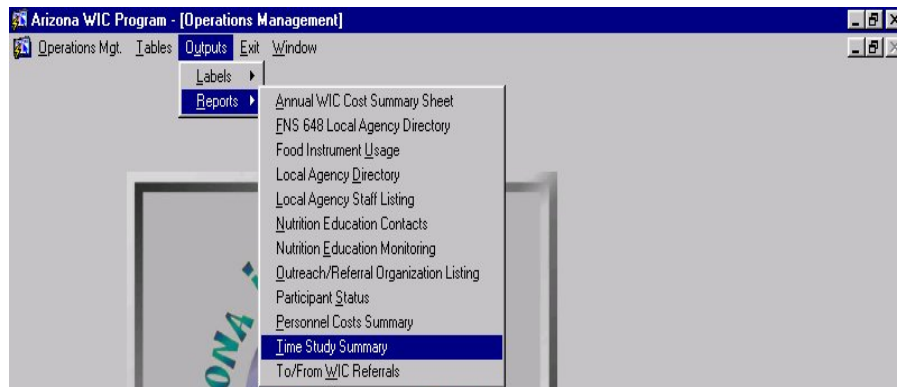 Arizona WIC Program - [Operations Management]
Operations Mgt. Tables Outputs Exit Window
Labels
Reports
Annual WIC Cost Summary Sheet
FNS 648 Local Agency Directory
Food Instrument Usage
Local Agency Directory
Local Agency Staff Listing
Nutrition Education Contacts
Nutrition Education Monitoring
Outreach/Referral Organization Listing
Participant Status
Personnel Costs Summary
Time Study Summary
To/From WIC Referrals